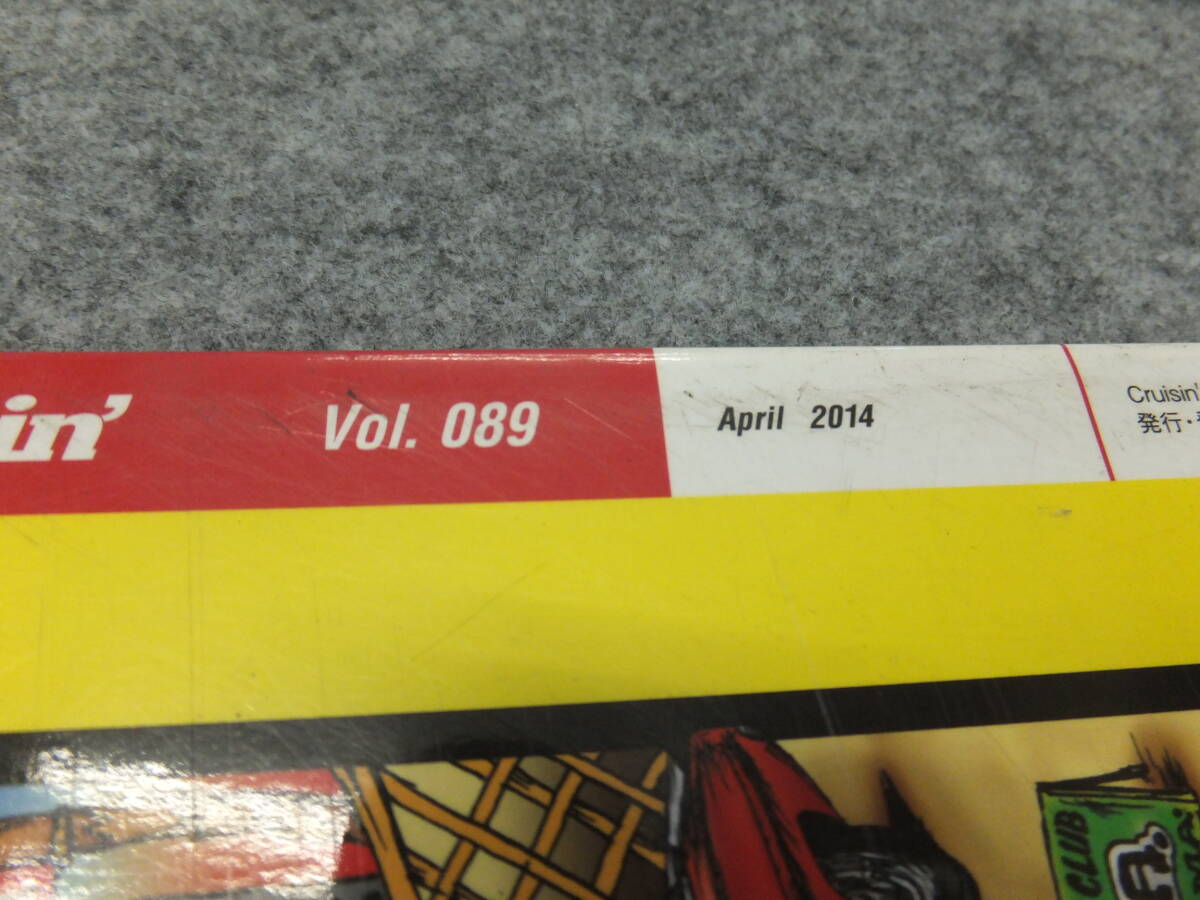 in' Vol. 089 April 2014 Cruisin'
発行・
CLUB